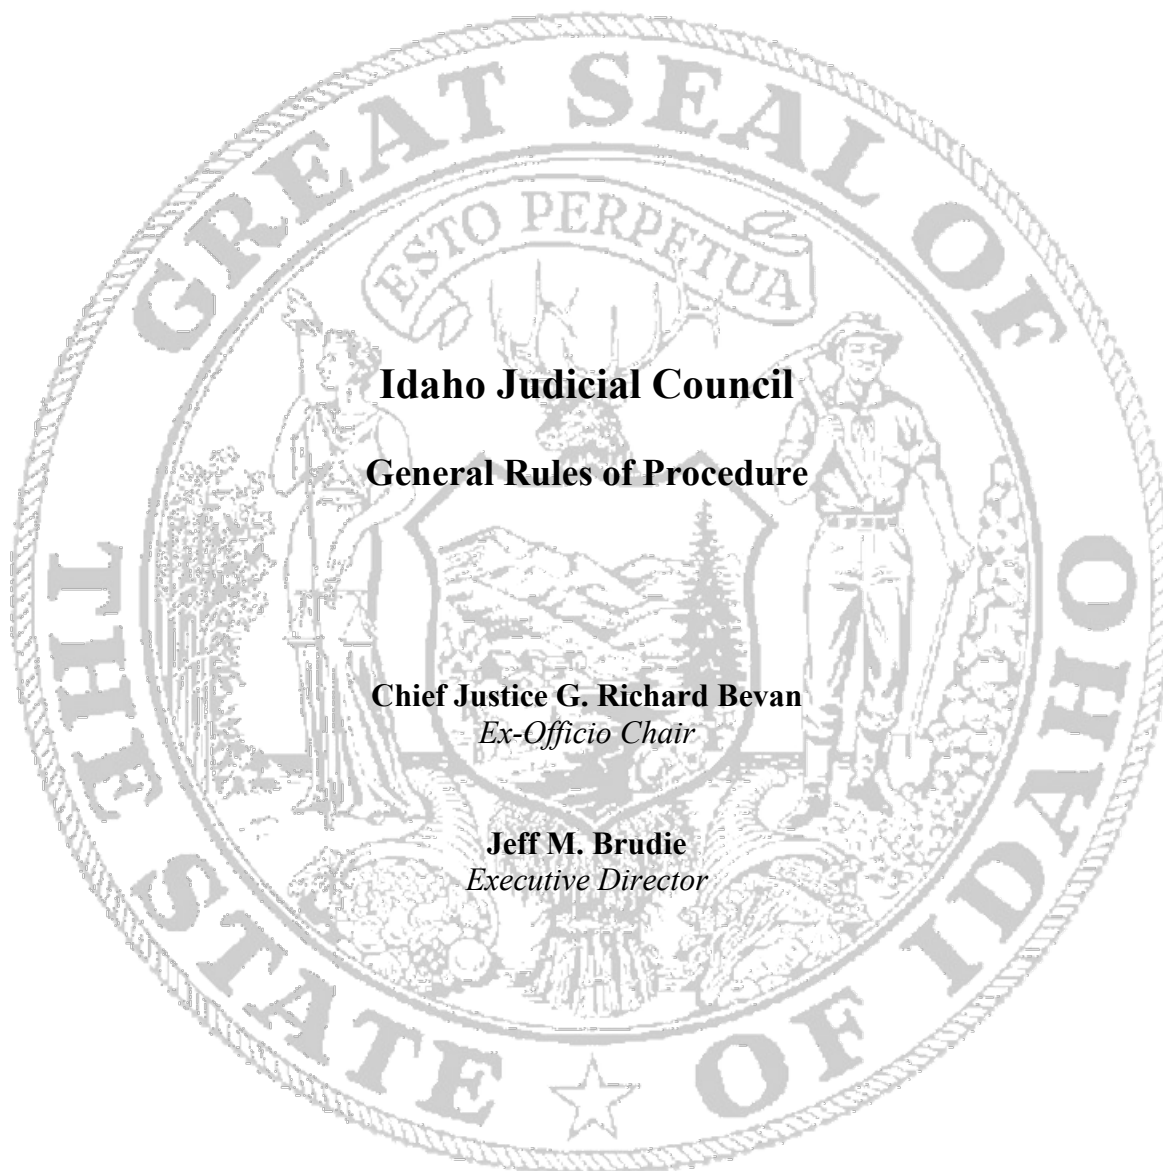 GREAT SEAL OF
THE STATE OF IDAHO
ESTO PERPETUA
Idaho Judicial Council
General Rules of Procedure
Chief Justice G. Richard Bevan
Ex-Officio Chair
Jeff M. Brudie
Executive Director